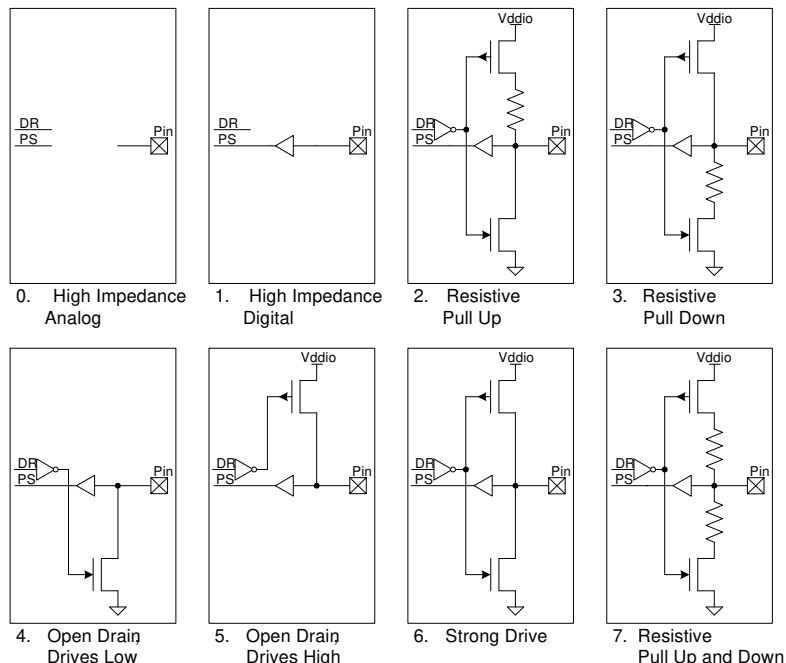 DR
PS
Pin
0. High Impedance
Analog
DR
PS
Pin
1. High Impedance
Digital
Vddio
DR
PS
Pin
2. Resistive
Pull Up
Vddio
DR
PS
Pin
3. Resistive
Pull Down
DR
PS
Pin
4. Open Drain,
Drives Low
Vddio
DR
PS
Pin
5. Open Drain,
Drives High
Vddio
DR
PS
Pin
6. Strong Drive
Vddio
DR
PS
Pin
7. Resistive
Pull Up and Down